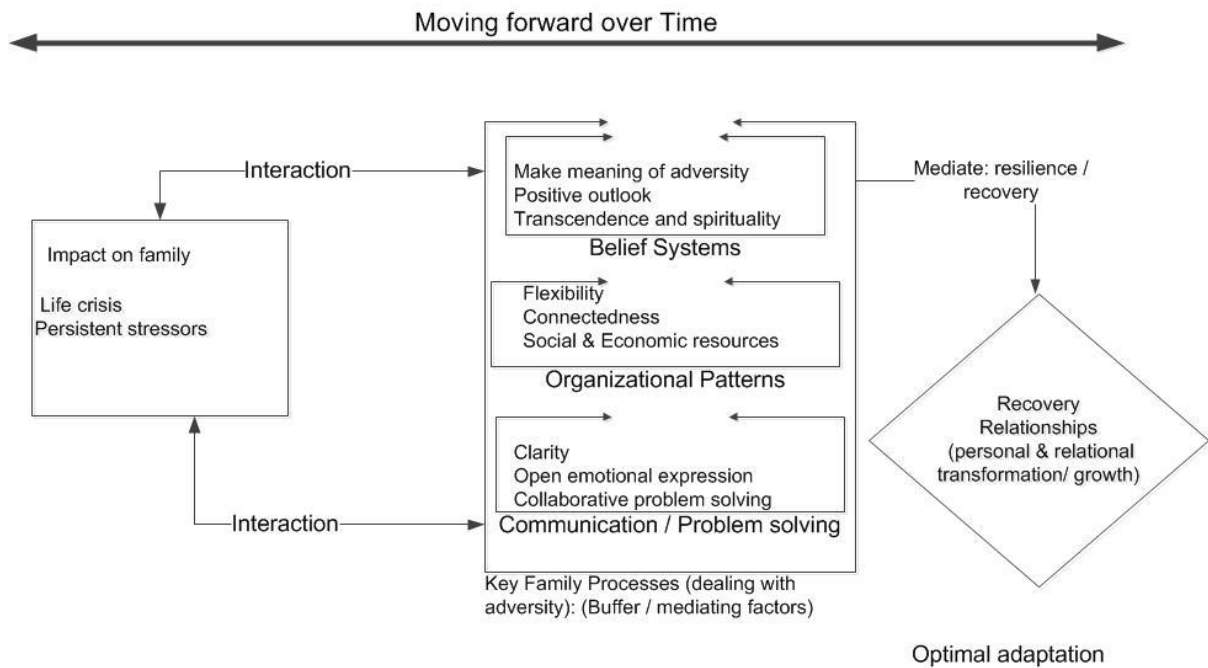 Moving forward over Time
Interaction
Impact on family
Life crisis
Persistent stressors
Interaction
Make meaning of adversity
Positive outlook
Transcendence and spirituality
Belief Systems
Flexibility
Connectedness
Social & Economic resources
Organizational Patterns
Clarity
Open emotional expression
Collaborative problem solving
Communication / Problem solving
Key Family Processes (dealing with
adversity): (Buffer / mediating factors)
Mediate: resilience /
recovery
Recovery
Relationships
(personal & relational
transformation/ growth)
Optimal adaptation